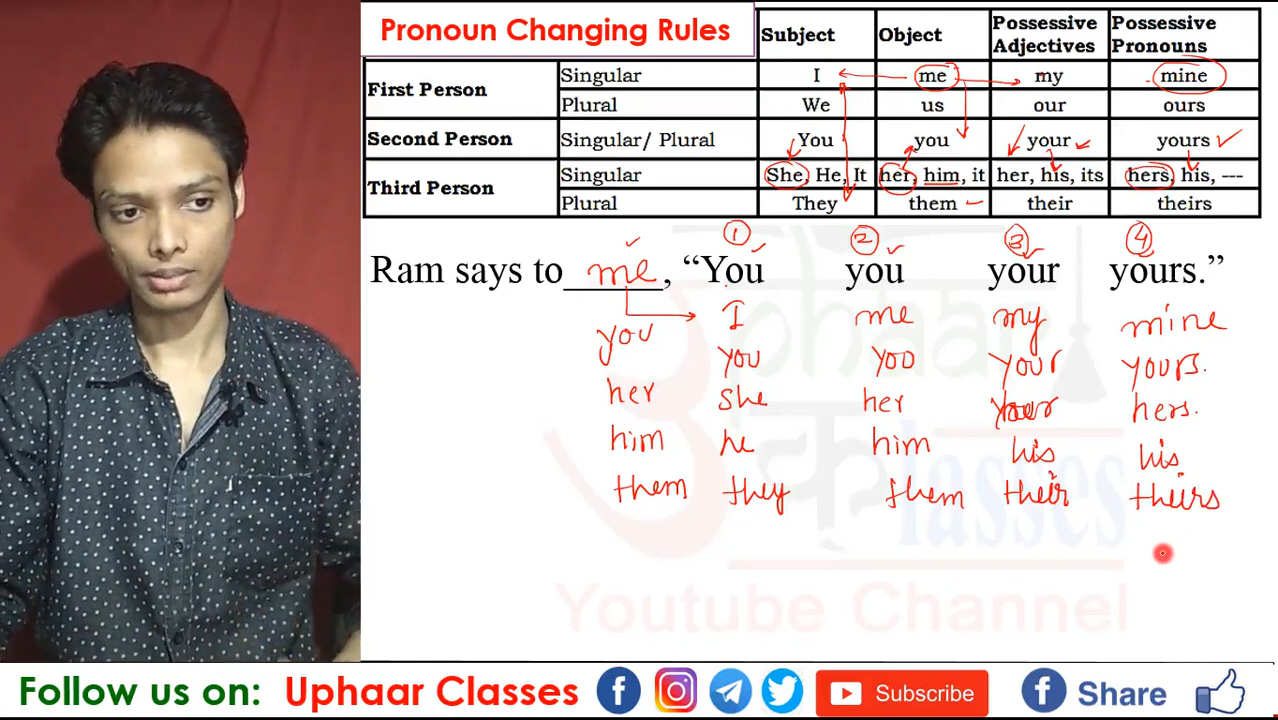 Pronoun Changing Rules
Subject Object Possessive Adjectives Possessive Pronouns
First Person Singular I me my mine
Plural We us our ours
Second Person Singular/ Plural You you your yours
Third Person Singular She, He, It her, him, it her, his, its hers, his, ---
Plural They them their theirs
1 2 3 4
Ram says to me, “You you your yours.”
I me my mine
you you you your yours.
her she her hers.
him he him his his
them they them their theirs
उपहार classes
Youtube Channel
Follow us on: Uphaar Classes Subscribe Share